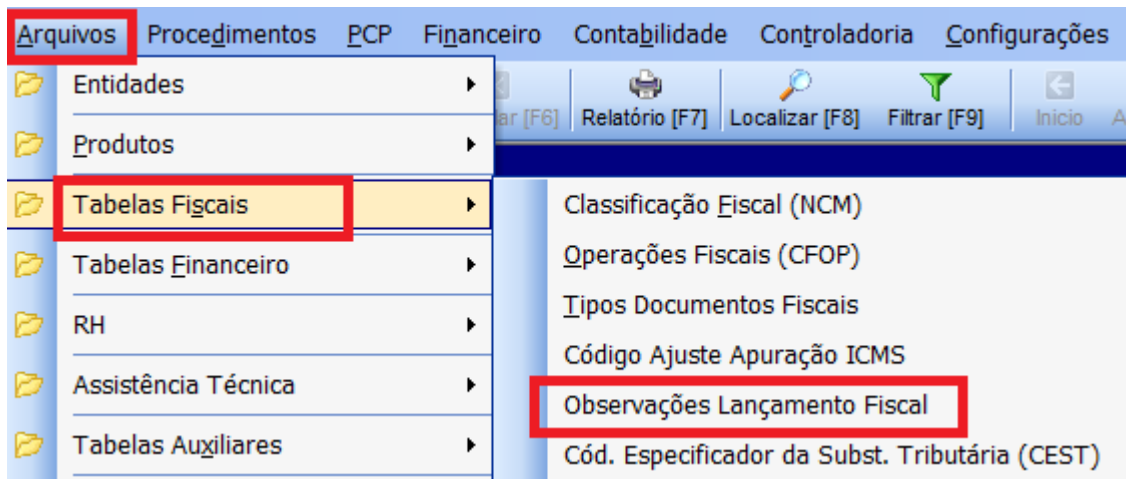 Arquivos Procedimentos PCP Financeiro Contabilidade Controladoria Configurações
Entidades
ar [F6] Relatório [F7] Localizar [F8] Filtrar [F9] Inicio A
Produtos
Tabelas Fiscais
Classificação Fiscal (NCM)
Operações Fiscais (CFOP)
Tabelas Financeiro
Tipos Documentos Fiscais
RH
Código Ajuste Apuração ICMS
Assistência Técnica
Observações Lançamento Fiscal
Tabelas Auxiliares
Cód. Especificador da Subst. Tributária (CEST)